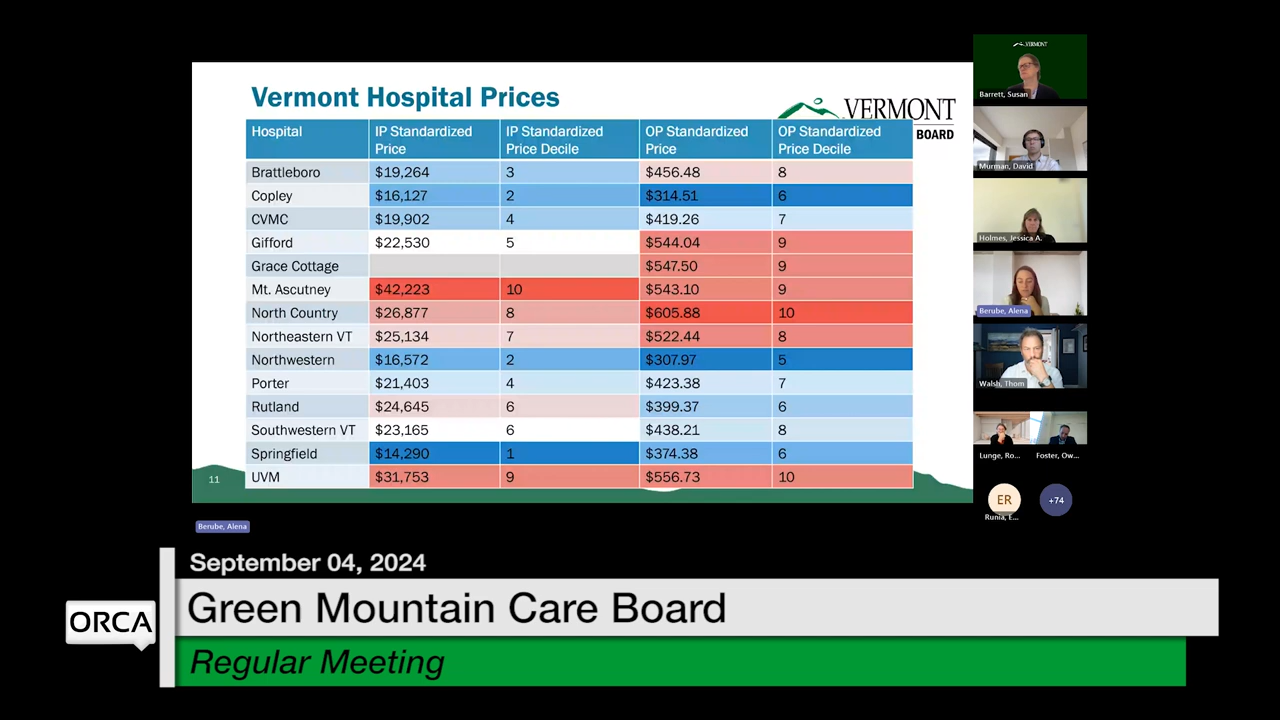 Vermont Hospital Prices
VERMONT
BOARD
Hospital IP Standardized Price IP Standardized Price Decile OP Standardized Price OP Standardized Price Decile
Brattleboro $19,264 3 $456.48 8
Copley $16,127 2 $314.51 6
CVMC $19,902 4 $419.26 7
Gifford $22,530 5 $544.04 9
Grace Cottage $547.50 9
Mt. Ascutney $42,223 10 $543.10 9
North Country $26,877 8 $605.88 10
Northeastern VT $25,134 7 $522.44 8
Northwestern $16,572 2 $307.97 5
Porter $21,403 4 $423.38 7
Rutland $24,645 6 $399.37 6
Southwestern VT $23,165 6 $438.21 8
Springfield $14,290 1 $374.38 6
UVM $31,753 9 $556.73 10
11
VERMONT
Barrett, Susan
Murman, David
Holmes, Jessica A.
Berube, Alena
Walsh, Thom
Lunge, Ro... Foster, Ow...
ER +74
Runia, E...
Berube, Alena
September 04, 2024
ORCA
Green Mountain Care Board
Regular Meeting